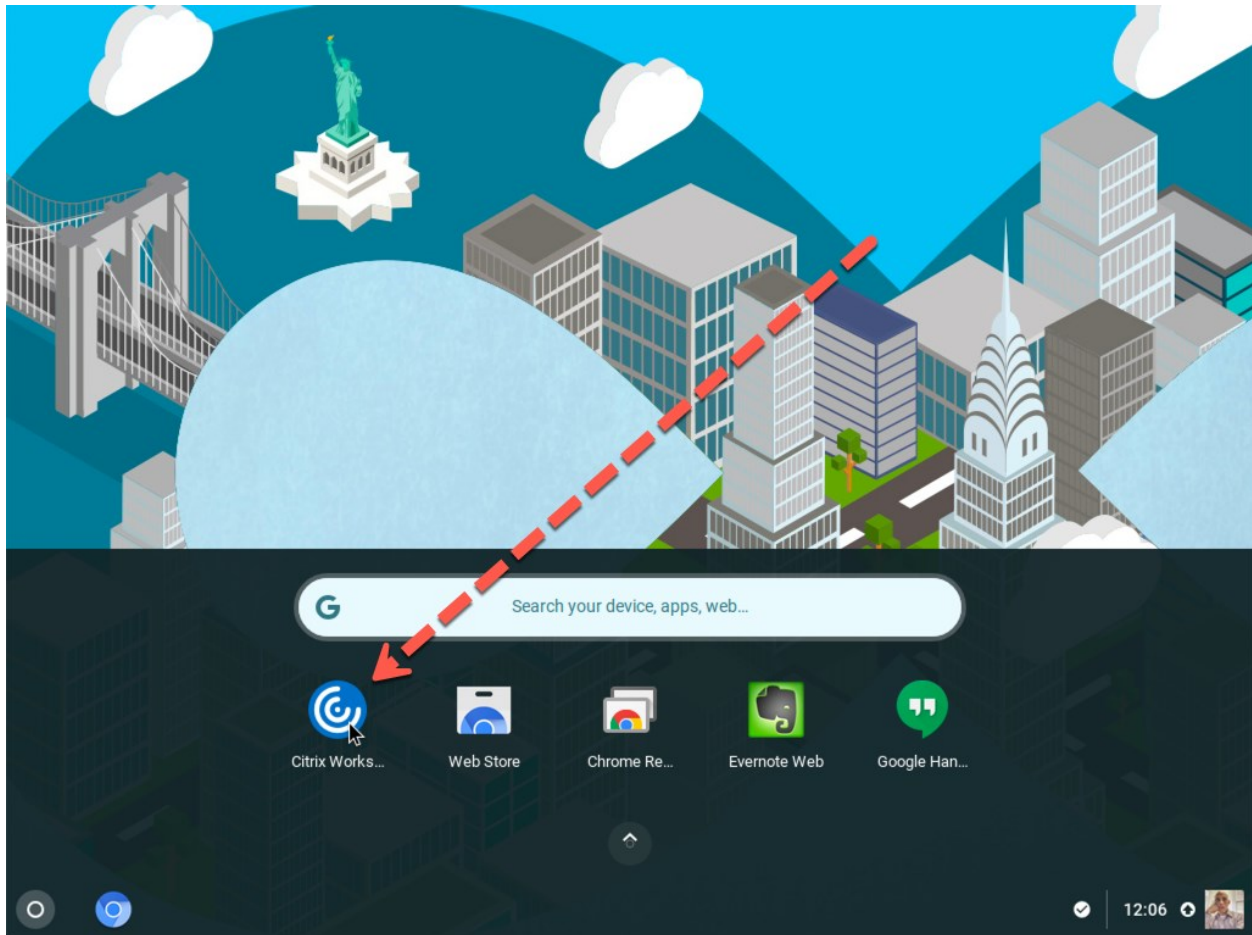 G
Search your device, apps, web...
Citrix Works...
Web Store
Chrome Re...
Evernote Web
Google Han...
12:06